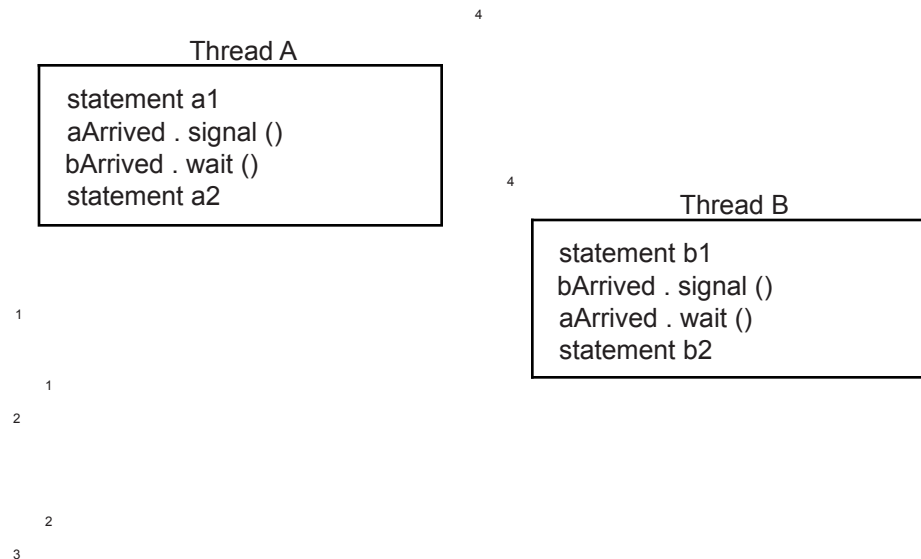 4
Thread A
statement a1
aArrived . signal ()
bArrived . wait ()
statement a2
4
Thread B
statement b1
bArrived . signal ()
aArrived . wait ()
statement b2
1
1
2
2
3